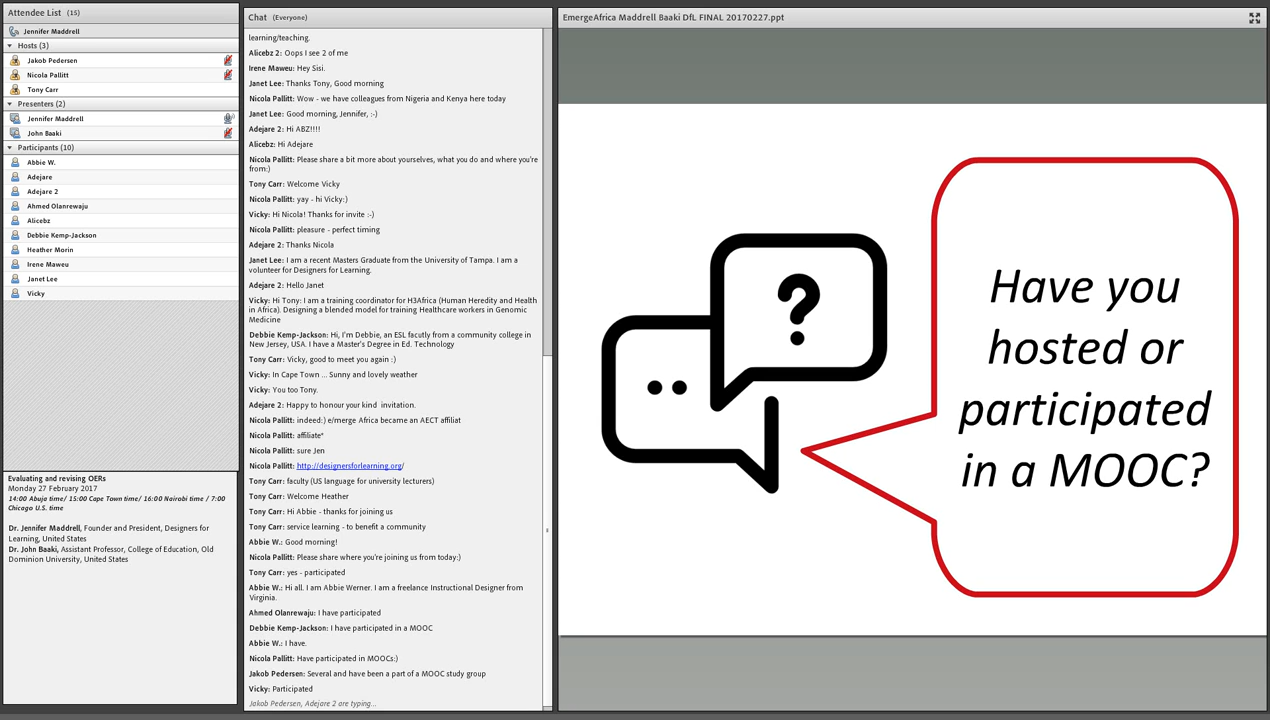 Attendee List (15)
Jennifer Maddrell
Hosts (3)
Jakob Pedersen
Nicola Pallitt
Tony Carr
Presenters (2)
Jennifer Maddrell
John Baaki
Participants (10)
Abbie W.
Adejare
Adejare 2
Ahmed Olanrewaju
Alicebz
Debbie Kemp-Jackson
Heather Morin
Irene Maweu
Janet Lee
Vicky
Evaluating and revising OERs
Monday 27 February 2017
14:00 Abuja time/ 15:00 Cape Town time/ 16:00 Nairobi time / 7:00
Chicago U.S. time
Dr. Jennifer Maddrell, Founder and President, Designers for
Learning, United States
Dr. John Baaki, Assistant Professor, College of Education, Old
Dominion University, United States
Chat (Everyone)
learning/teaching.
Alicebz 2: Oops I see 2 of me
Irene Maweu: Hey Sisi.
Janet Lee: Thanks Tony, Good morning
Nicola Pallitt: Wow - we have colleagues from Nigeria and Kenya here today
Janet Lee: Good morning, Jennifer, :-)
Adejare 2: Hi ABZ!!!!
Alicebz: Hi Adejare
Nicola Pallitt: Please share a bit more about yourselves, what you do and where you're
from:)
Tony Carr: Welcome Vicky
Nicola Pallitt: yay - hi Vicky:)
Vicky: Hi Nicola! Thanks for invite :-)
Nicola Pallitt: pleasure - perfect timing
Adejare 2: Thanks Nicola
Janet Lee: I am a recent Masters Graduate from the University of Tampa. I am a
volunteer for Designers for Learning.
Adejare 2: Hello Janet
Vicky: Hi Tony: I am a training coordinator for H3Africa (Human Heredity and Health
in Africa). Designing a blended model for training Healthcare workers in Genomic
Medicine
Debbie Kemp-Jackson: Hi, I'm Debbie, an ESL facutly from a community college in
New Jersey, USA. I have a Master's Degree in Ed. Technology
Tony Carr: Vicky, good to meet you again :)
Vicky: In Cape Town ... Sunny and lovely weather
Vicky: You too Tony.
Adejare 2: Happy to honour your kind invitation.
Nicola Pallitt: indeed:) e/merge Africa became an AECT affiliat
Nicola Pallitt: affiliate*
Nicola Pallitt: sure Jen
Nicola Pallitt: http://designersforlearning.org/
Tony Carr: faculty (US language for university lecturers)
Tony Carr: Welcome Heather
Tony Carr: Hi Abbie - thanks for joining us
Tony Carr: service learning - to benefit a community
Abbie W.: Good morning!
Nicola Pallitt: Please share where you're joining us from today:)
Tony Carr: yes - participated
Abbie W.: Hi all. I am Abbie Werner. I am a freelance Instructional Designer from
Virginia.
Ahmed Olanrewaju: I have participated
Debbie Kemp-Jackson: I have participated in a MOOC
Abbie W.: I have.
Nicola Pallitt: Have participated in MOOCs:)
Jakob Pedersen: Several and have been a part of a MOOC study group
Vicky: Participated
Jakob Pedersen, Adejare 2 are typing...
EmergeAfrica Maddrell Baaki DfL FINAL 20170227.ppt
?
Have you
hosted or
participated
in a MOOC?